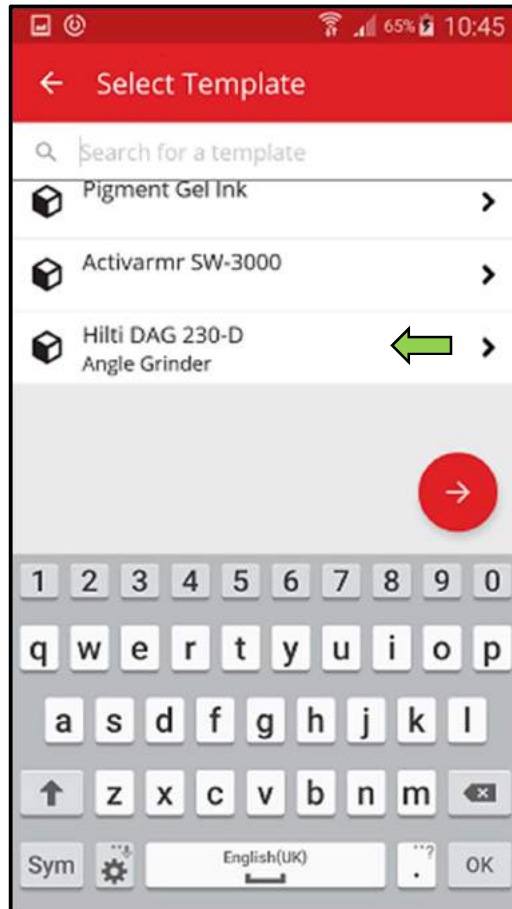 65% 10:45
Select Template
Search for a template
Pigment Gel Ink
Activarmr SW-3000
Hilti DAG 230-D
Angle Grinder
1 2 3 4 5 6 7 8 9 0
q w e r t y u i o p
a s d f g h j k l
z x c v b n m
Sym English(UK) . ...? OK